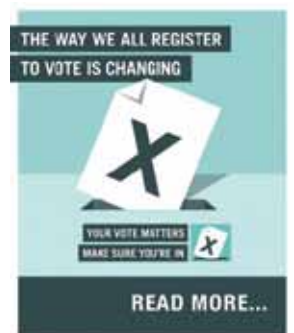 THE WAY WE ALL REGISTER
TO VOTE IS CHANGING
X
YOUR VOTE MATTERS
MAKE SURE YOU'RE IN
X
READ MORE...